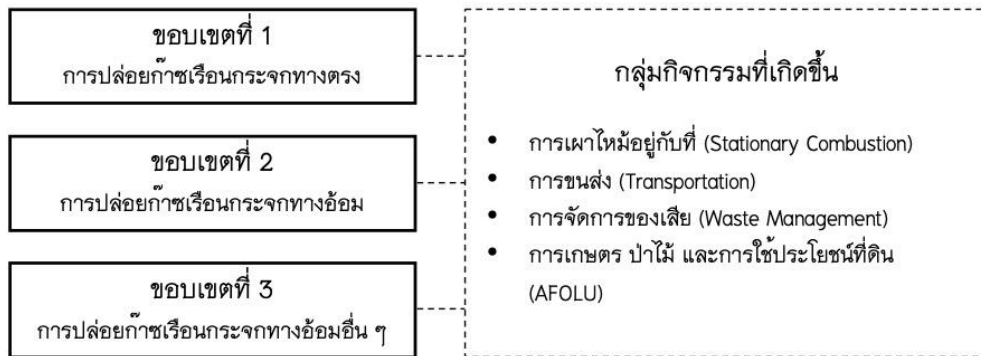 ขอบเขตที่ 1
การปล่อยก๊าซเรือนกระจกทางตรง
ขอบเขตที่ 2
การปล่อยก๊าซเรือนกระจกทางอ้อม
ขอบเขตที่ 3
การปล่อยก๊าซเรือนกระจกทางอ้อมอื่น ๆ
กลุ่มกิจกรรมที่เกิดขึ้น
• การเผาไหม้อยู่กับที่ (Stationary Combustion)
• การขนส่ง (Transportation)
• การจัดการของเสีย (Waste Management)
• การเกษตร ป่าไม้ และการใช้ประโยชน์ที่ดิน
(AFOLU)